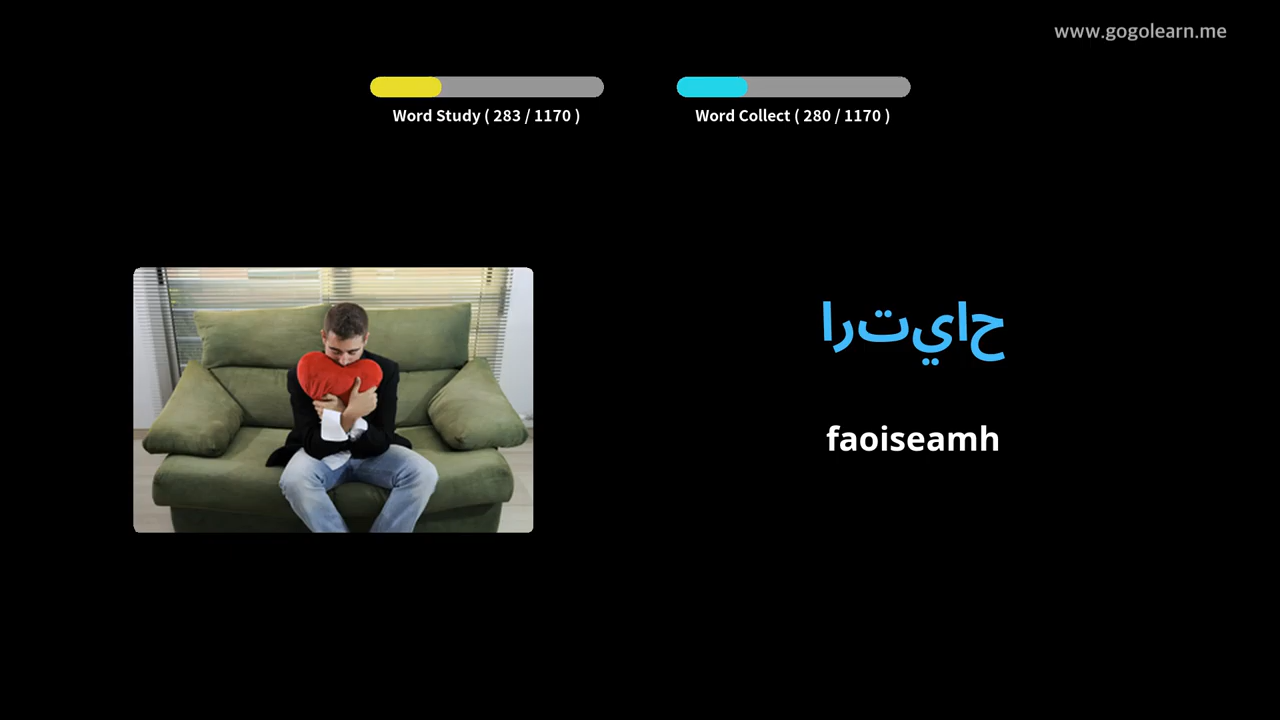 www.gogolearn.me
Word Study ( 283 / 1170 )
Word Collect ( 280 / 1170 )
ارتياح
faoiseamh